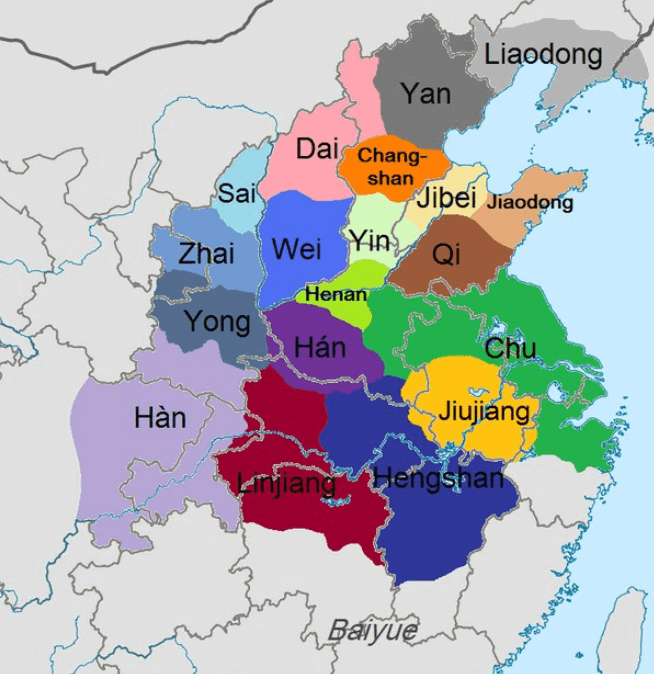 Liaodong
Yan
Dai
Chang-
shan
Sai
Jibei
Jiaodong
Zhai
Wei
Yin
Qi
Henan
Yong
Hán
Chu
Hàn
Jiujiang
Linjiang
Hengshan
Baiyue